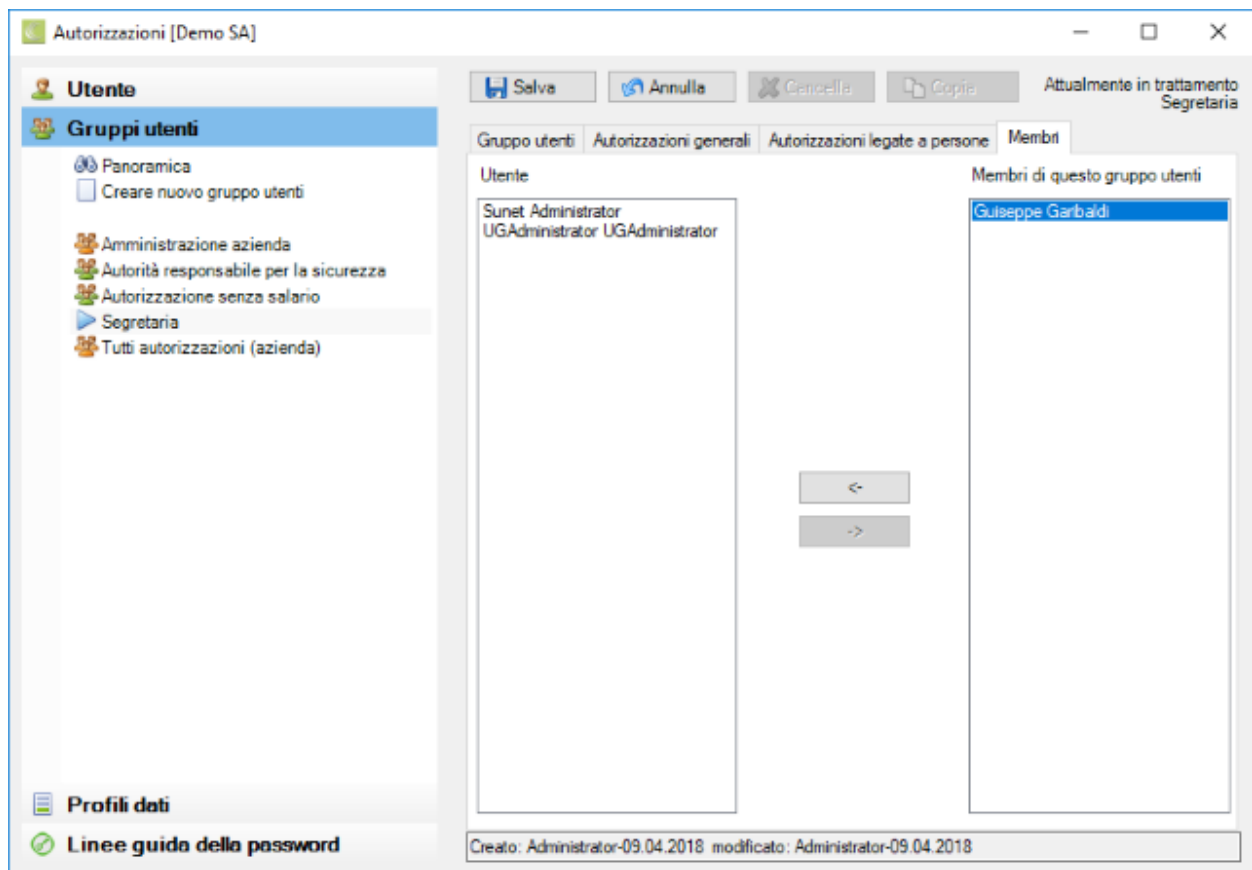 Autorizzazioni [Demo SA]
Utente
Gruppi utenti
Panoramica
Creare nuovo gruppo utenti
Amministrazione azienda
Autorità responsabile per la sicurezza
Autorizzazione senza salario
Segretaria
Tutti autorizzazioni (azienda)
Profili dati
Linee guida della password
Salva Annulla Cancella Copia
Attualmente in trattamento
Segretaria
Gruppo utenti Autorizzazioni generali Autorizzazioni legate a persone Membri
Utente
Sunet Administrator
UGAdministrator UGAdministrator
<-
->
Membri di questo gruppo utenti
Guiseppe Garibaldi
Creato: Administrator-09.04.2018 modificato: Administrator-09.04.2018